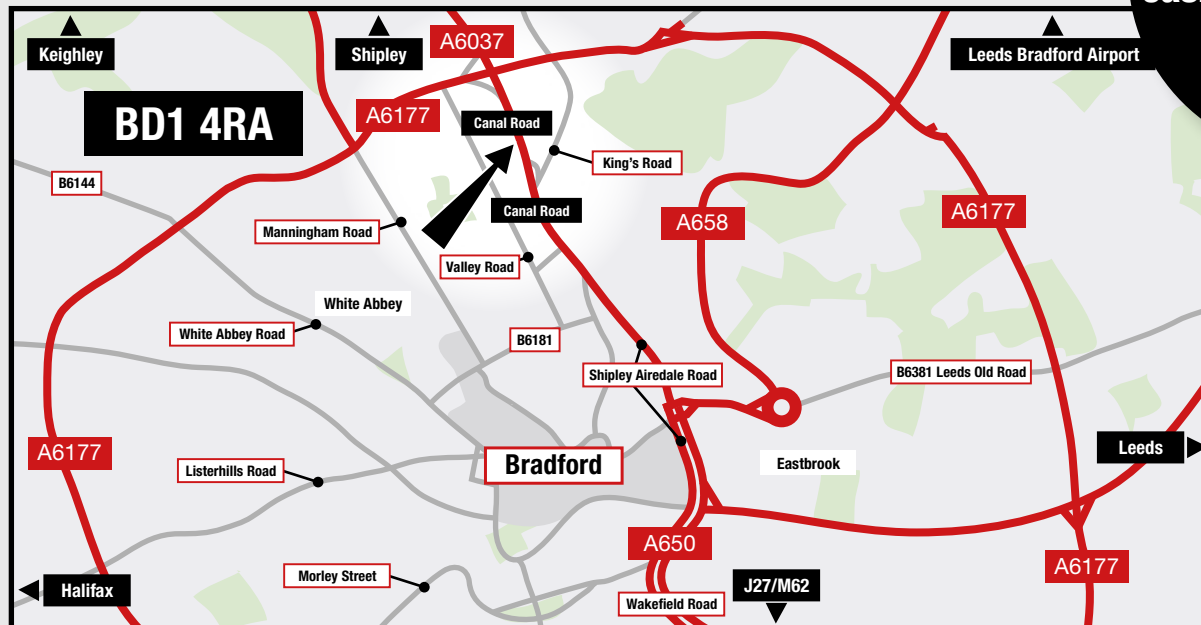 Keighley
Shipley
A6037
Leeds Bradford Airport
BD1 4RA
A6177
Canal Road
King's Road
B6144
Manningham Road
Canal Road
A658
A6177
Valley Road
White Abbey
White Abbey Road
B6181
Shipley Airedale Road
B6381 Leeds Old Road
A6177
Listerhills Road
Bradford
Eastbrook
Leeds
A650
A6177
Morley Street
Halifax
J27/M62
Wakefield Road